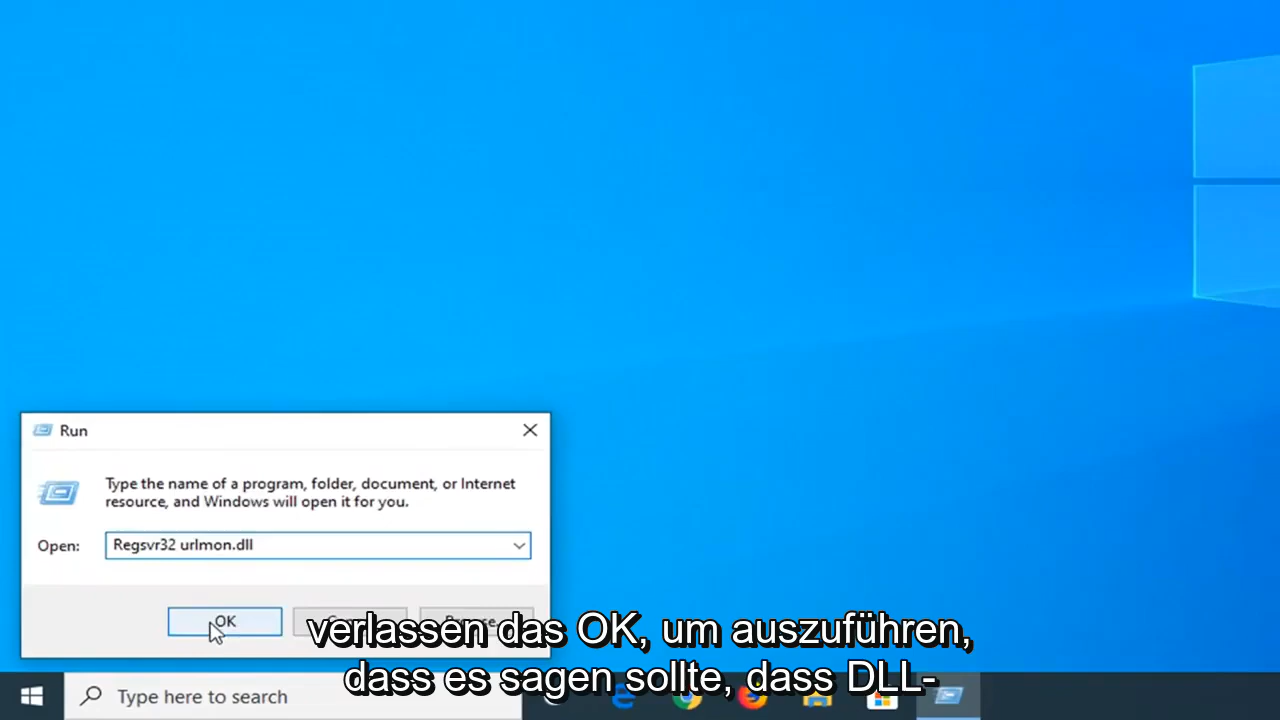 Run
Type the name of a program, folder, document, or Internet
resource, and Windows will open it for you.
Open: Regsvr32 urlmon.dll
OK
verlassen das OK, um auszuführen,
dass es sagen sollte, dass DLL-
Type here to search